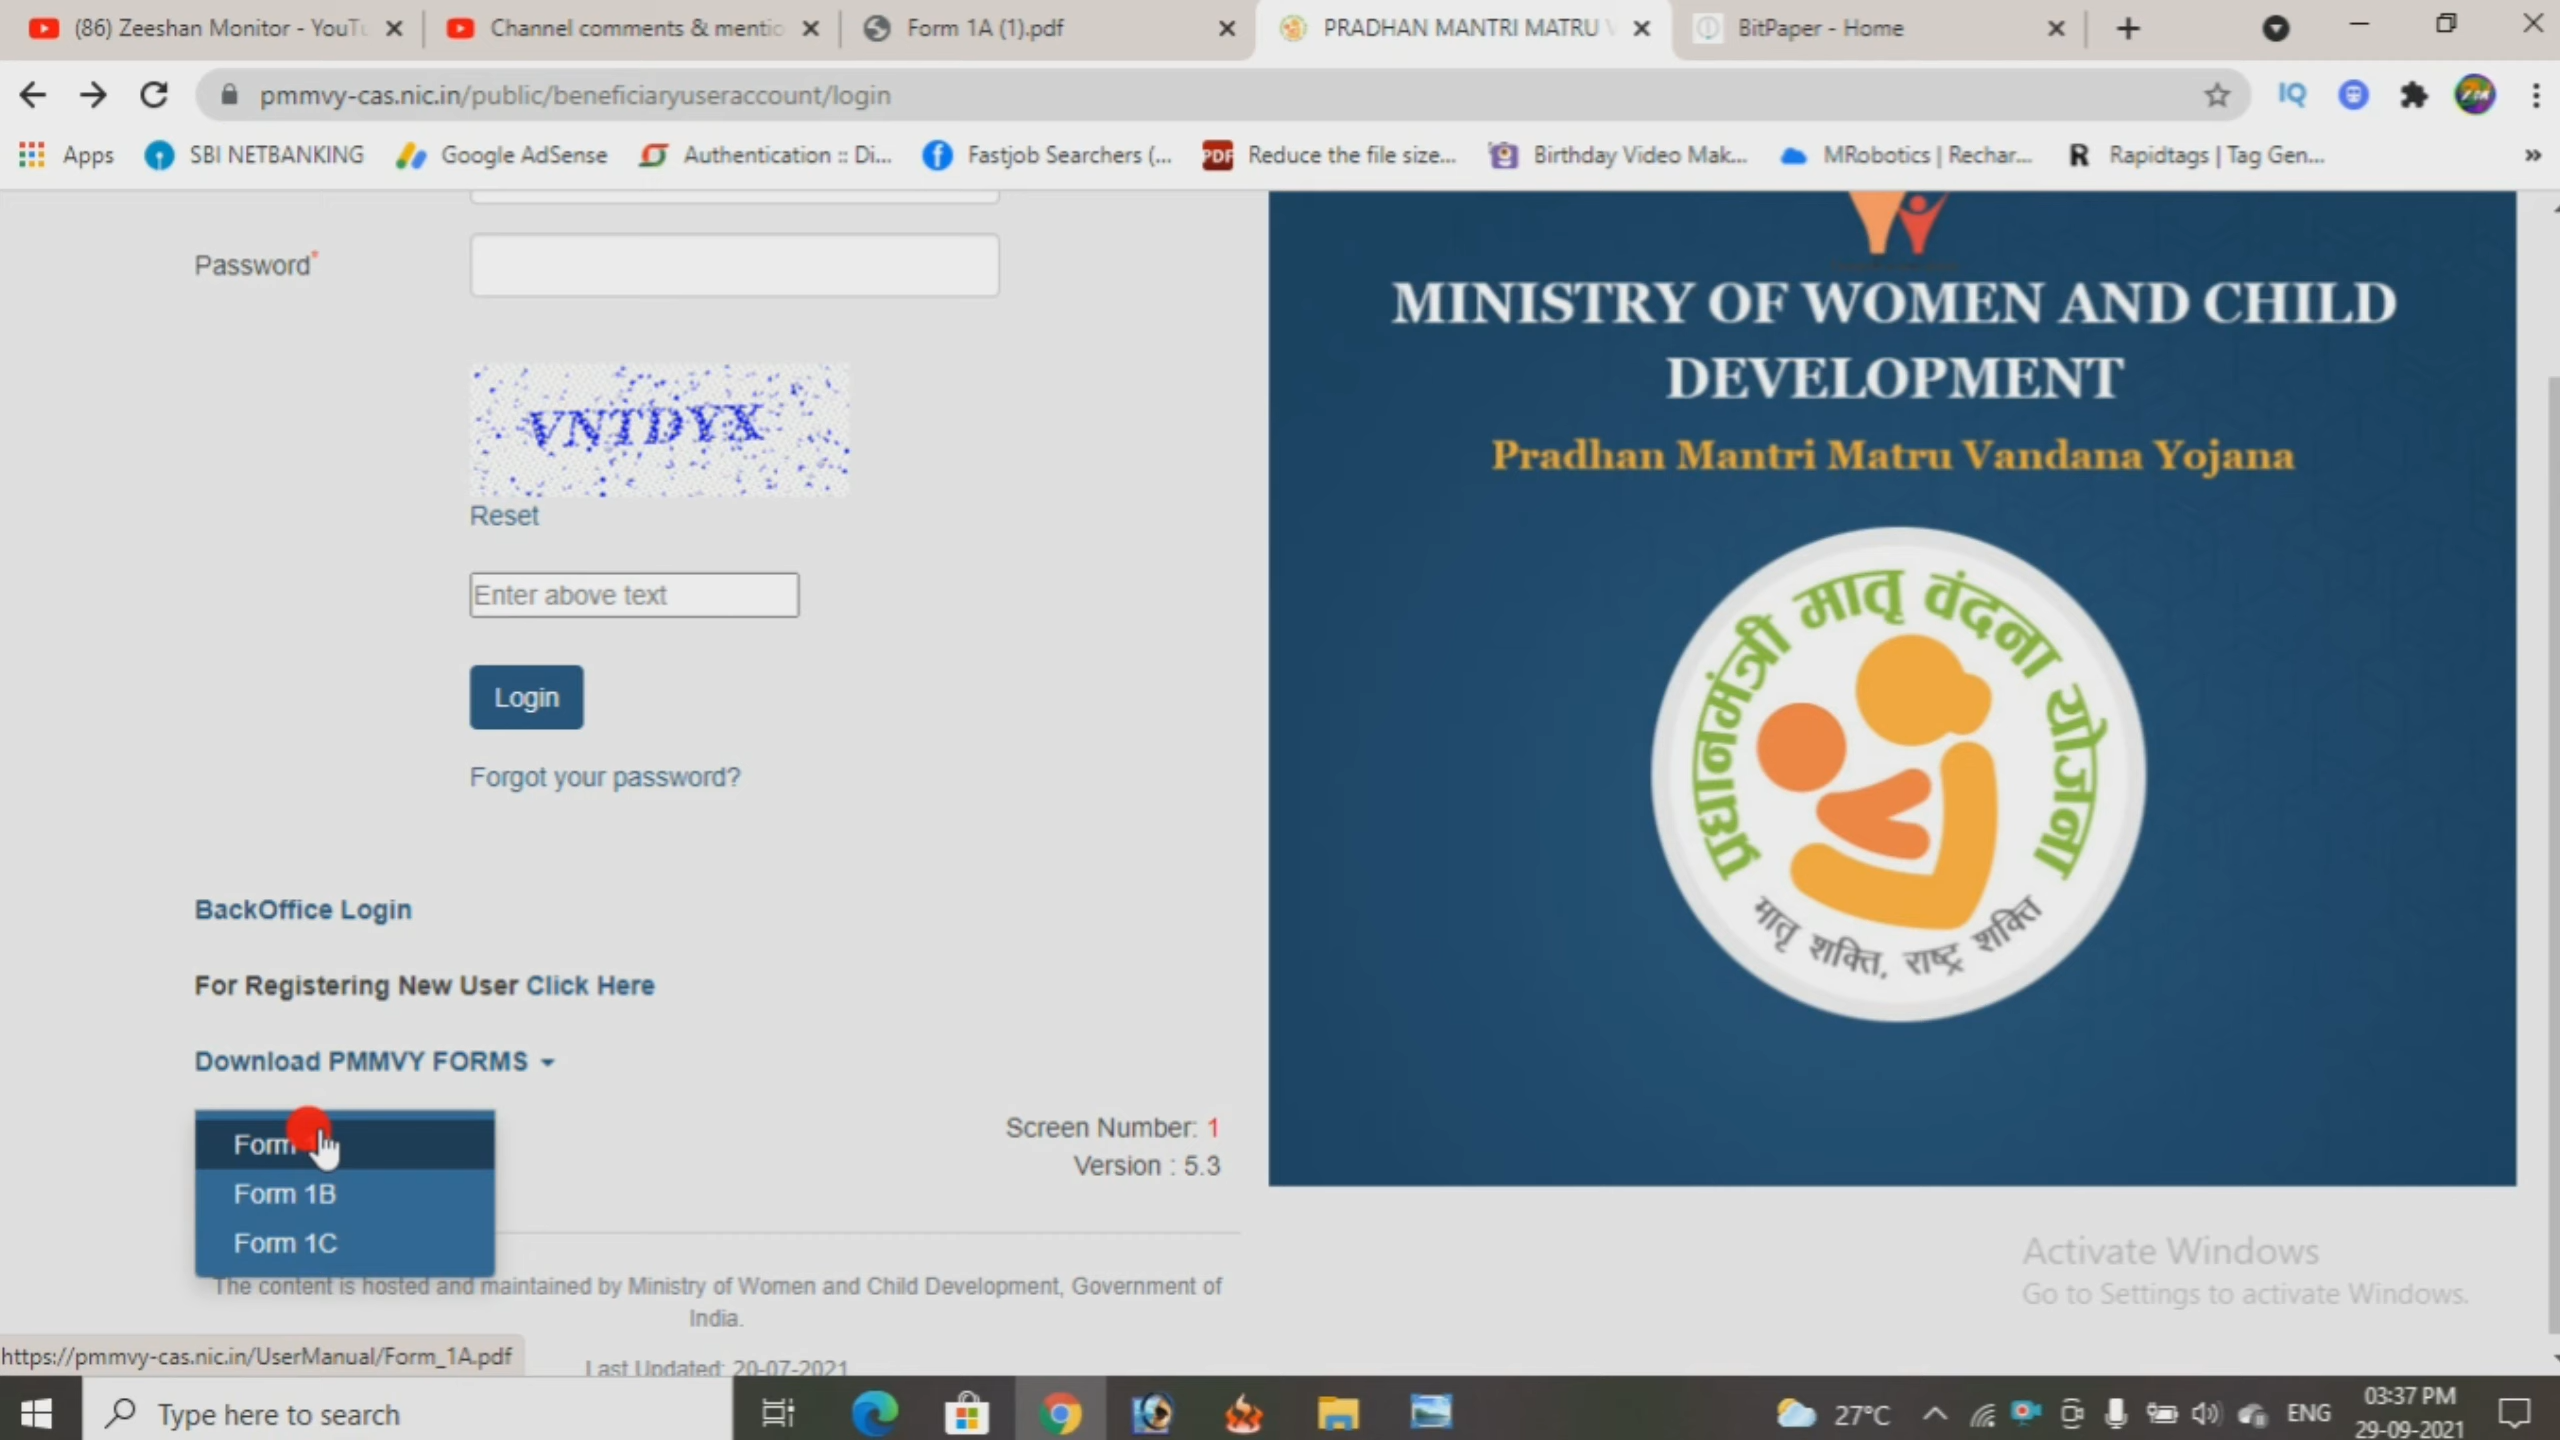 (86) Zeeshan Monitor - YouTu
Channel comments & mentio
Form 1A (1).pdf
PRADHAN MANTRI MATRU V
BitPaper - Home
pmmvy-cas.nic.in/public/beneficiaryuseraccount/login
IQ
Apps
SBI NETBANKING
Google AdSense
Authentication :: Di...
Fastjob Searchers (...
PDF
Reduce the file size...
Birthday Video Mak...
MRobotics | Rechar...
R
Rapidtags | Tag Gen...
»
Password*
VNTDYX
Reset
Enter above text
Login
Forgot your password?
BackOffice Login
For Registering New User Click Here
Download PMMVY FORMS
Form
Form 1B
Form 1C
Screen Number: 1
Version : 5.3
The content is hosted and maintained by Ministry of Women and Child Development, Government of
India.
Last Updated: 20-07-2021
https://pmmvy-cas.nic.in/UserManual/Form_1A.pdf
MINISTRY OF WOMEN AND CHILD
DEVELOPMENT
Pradhan Mantri Matru Vandana Yojana
प्रधानमंत्री मातृ वंदना योजना
मातृ शक्ति, राष्ट्र शक्ति
Activate Windows
Go to Settings to activate Windows.
Type here to search
27°C
ENG
03:37 PM
29-09-2021